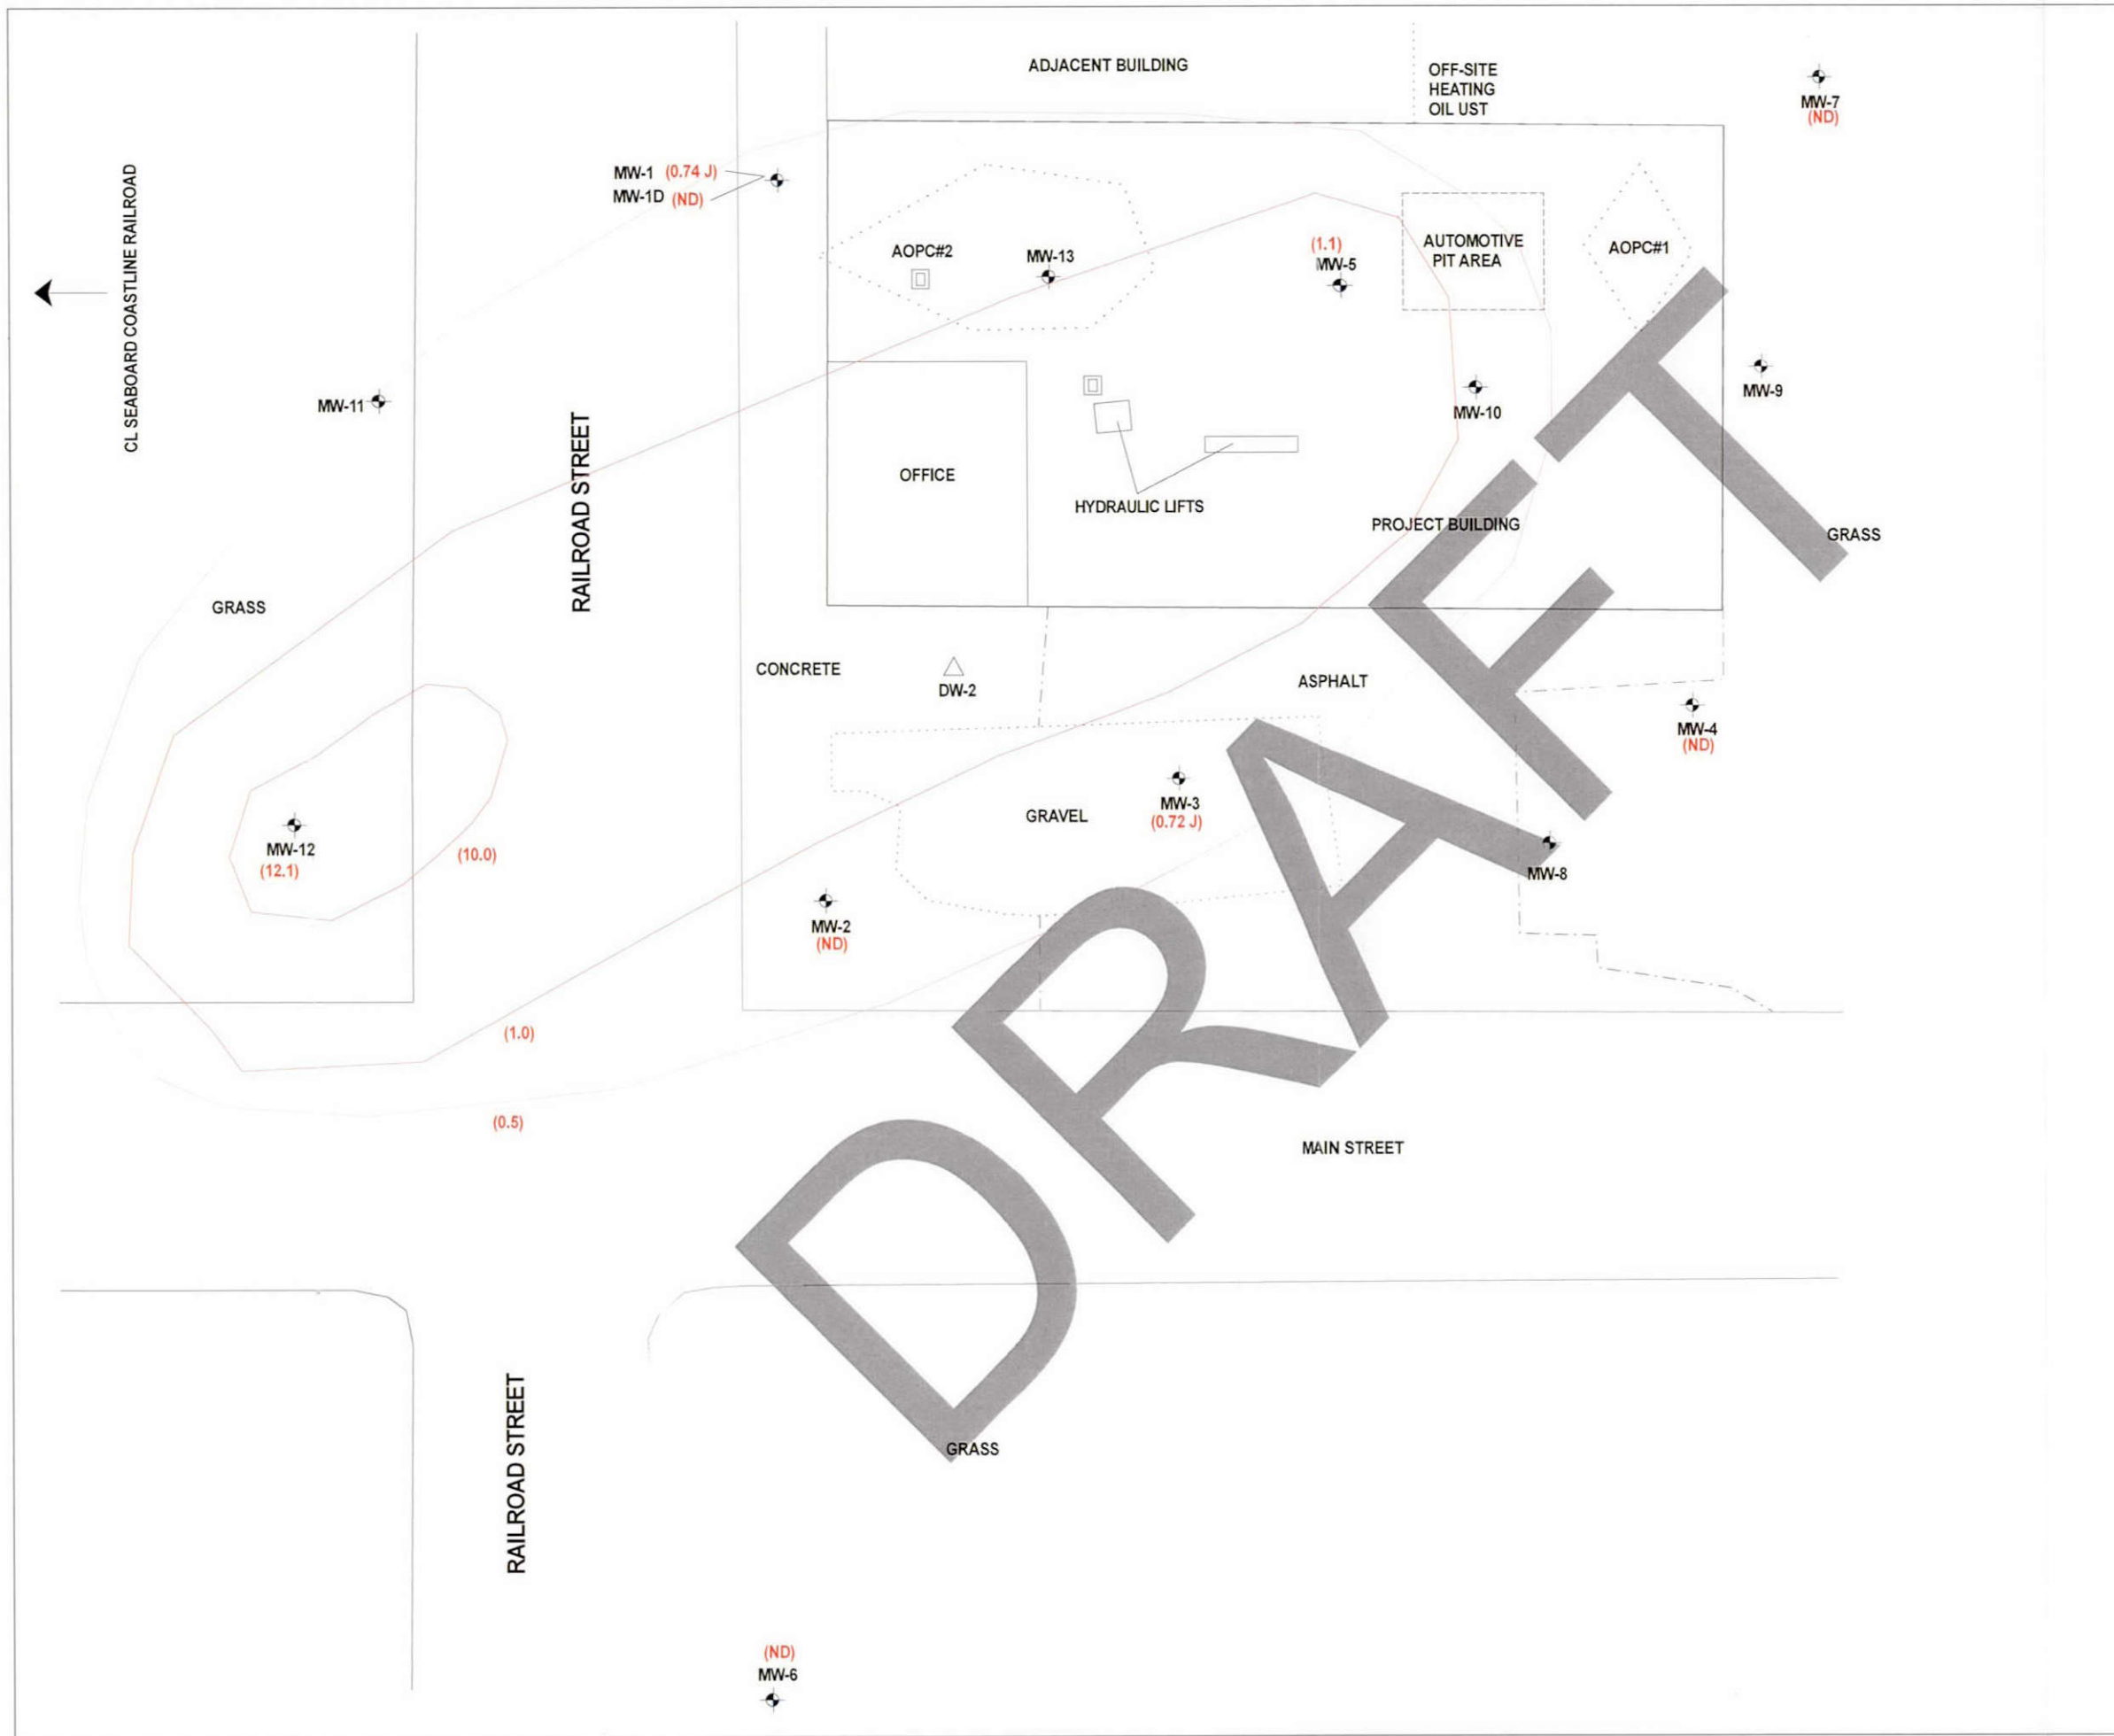 ADJACENT BUILDING
OFF-SITE
HEATING
OIL UST
MW-7
(ND)
MW-1 (0.74 J)
MW-1D (ND)
CL SEABOARD COASTLINE RAILROAD
AOPC#2
MW-13
(1.1)
MW-5
AUTOMOTIVE
PIT AREA
AOPC#1
MW-11
RAILROAD STREET
MW-10
MW-9
OFFICE
HYDRAULIC LIFTS
PROJECT BUILDING
GRASS
GRASS
CONCRETE
DW-2
ASPHALT
MW-4
(ND)
MW-12
(12.1)
(10.0)
GRAVEL
MW-3
(0.72 J)
MW-8
MW-2
(ND)
(1.0)
(0.5)
MAIN STREET
DRAFT
GRASS
RAILROAD STREET
(ND)
MW-6